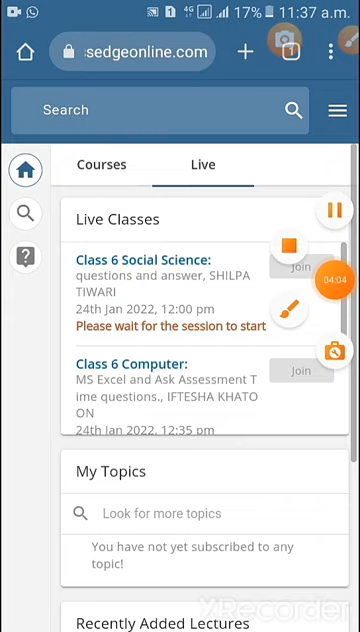 4G 17% 11:37 a.m.
sedgeonline.com
1
Search
Courses Live
Live Classes
Class 6 Social Science:
questions and answer, SHILPA
TIWARI
24th Jan 2022, 12:00 pm
Please wait for the session to start
Join
04:04
Class 6 Computer:
MS Excel and Ask Assessment T
ime questions., IFTESHA KHATO
ON
24th Jan 2022, 12:35 pm
Join
My Topics
Look for more topics
You have not yet subscribed to any
topic!
Recently Added Lectures
XRecorder